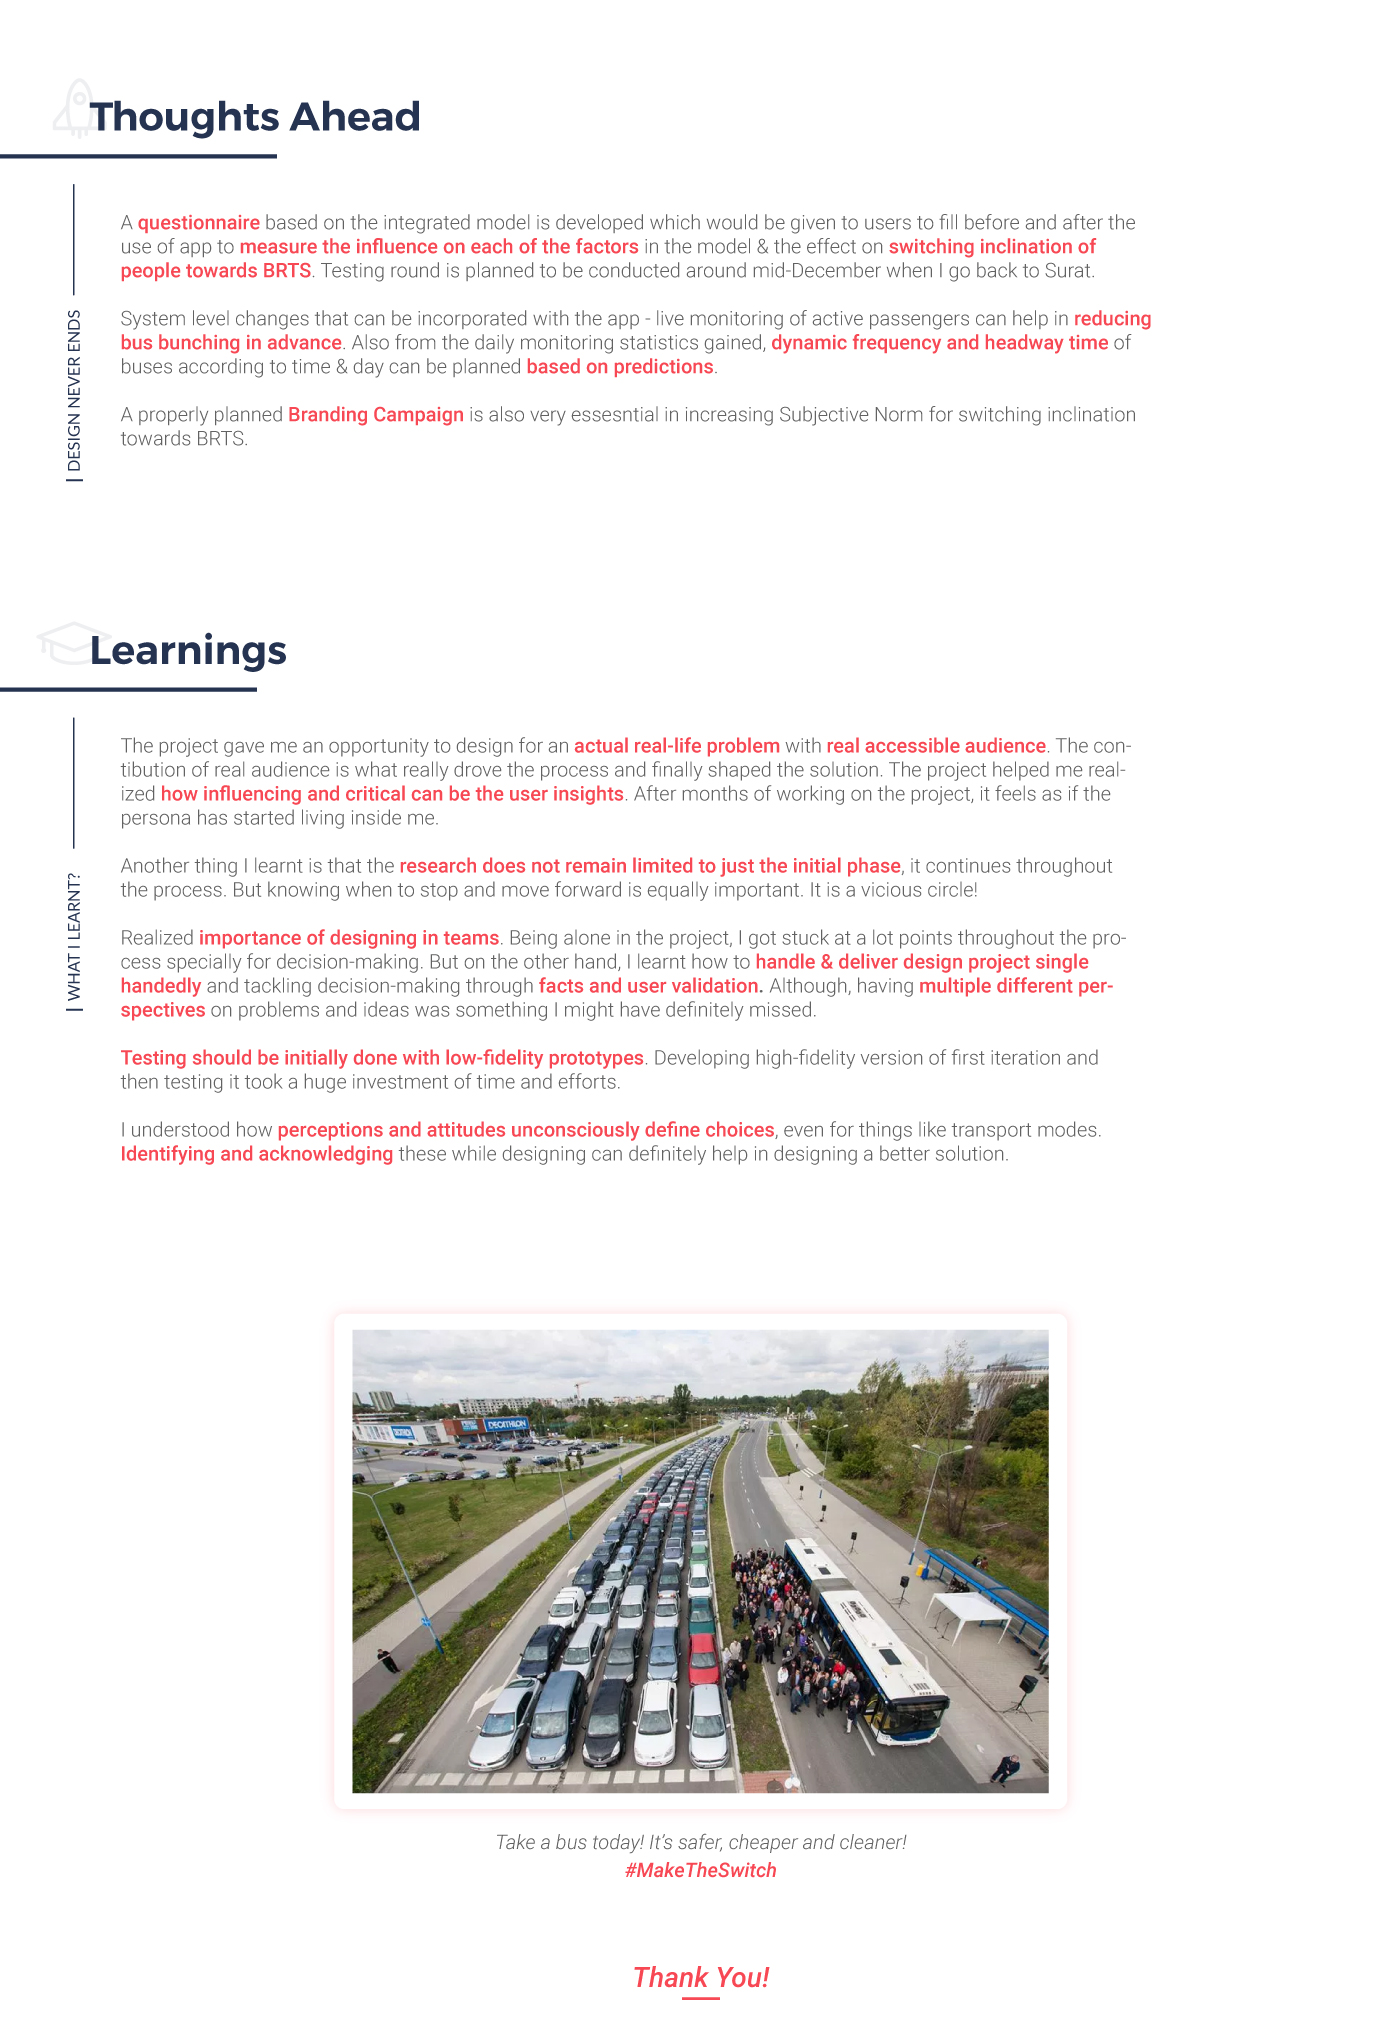 Thoughts Ahead
| DESIGN NEVER ENDS
A questionnaire based on the integrated model is developed which would be given to users to fill before and after the
use of app to measure the influence on each of the factors in the model & the effect on switching inclination of
people towards BRTS. Testing round is planned to be conducted around mid-December when I go back to Surat.
System level changes that can be incorporated with the app - live monitoring of active passengers can help in reducing
bus bunching in advance. Also from the daily monitoring statistics gained, dynamic frequency and headway time of
buses according to time & day can be planned based on predictions.
A properly planned Branding Campaign is also very essesntial in increasing Subjective Norm for switching inclination
towards BRTS.
Learnings
| WHAT I LEARNT?
The project gave me an opportunity to design for an actual real-life problem with real accessible audience. The con-
tibution of real audience is what really drove the process and finally shaped the solution. The project helped me real-
ized how influencing and critical can be the user insights. After months of working on the project, it feels as if the
persona has started living inside me.
Another thing I learnt is that the research does not remain limited to just the initial phase, it continues throughout
the process. But knowing when to stop and move forward is equally important. It is a vicious circle!
Realized importance of designing in teams. Being alone in the project, I got stuck at a lot points throughout the pro-
cess specially for decision-making. But on the other hand, I learnt how to handle & deliver design project single
handedly and tackling decision-making through facts and user validation. Although, having multiple different per-
spectives on problems and ideas was something I might have definitely missed.
Testing should be initially done with low-fidelity prototypes. Developing high-fidelity version of first iteration and
then testing it took a huge investment of time and efforts.
I understood how perceptions and attitudes unconsciously define choices, even for things like transport modes.
Identifying and acknowledging these while designing can definitely help in designing a better solution.
DECATHLON
Take a bus today! It's safer, cheaper and cleaner!
#MakeTheSwitch
Thank You!